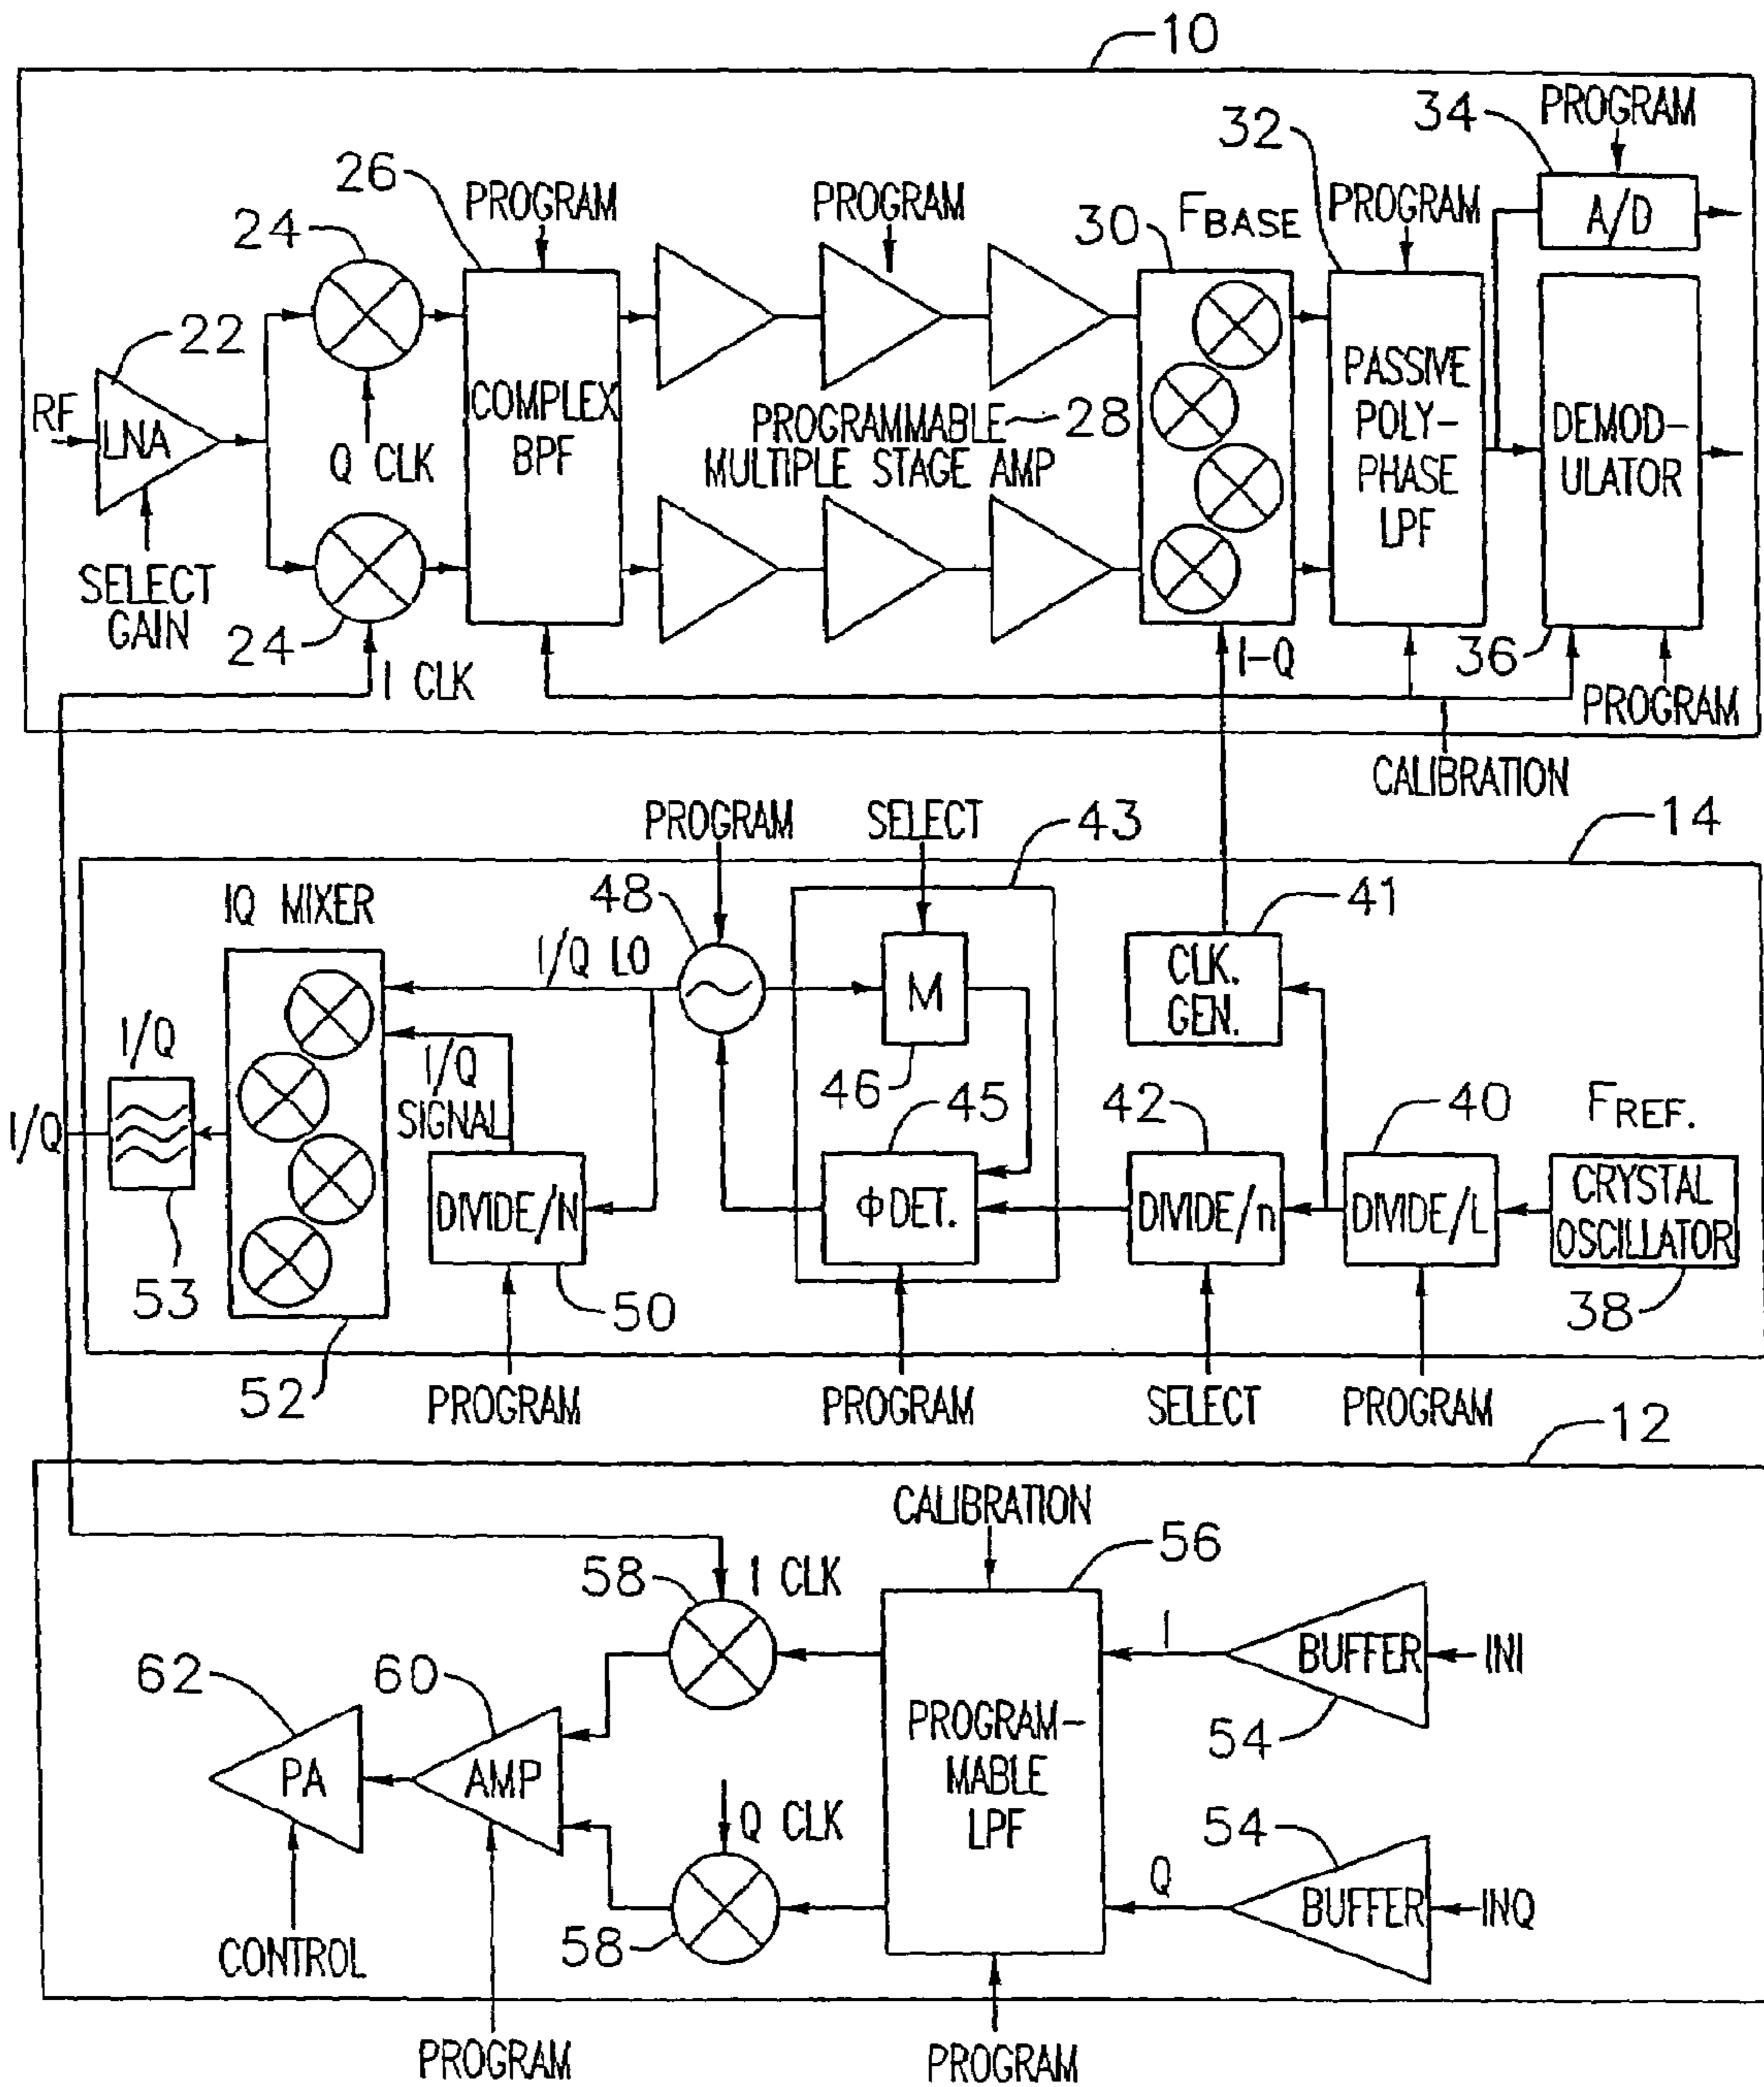 10
34
PROGRAM
32
26
PROGRAM
PROGRAM
FBASE
PROGRAM
A/D
24
30
22
RF
LNA
Q CLK
COMPLEX
BPF
PROGRAMMABLE
MULTIPLE STAGE AMP
28
PASSIVE
POLY-
PHASE
LPF
DEMOD-
ULATOR
SELECT
GAIN
24
I CLK
I-Q
36
PROGRAM
CALIBRATION
PROGRAM
SELECT
43
14
IQ MIXER
48
41
I/Q LO
M
CLK.
GEN.
I/Q
I/Q
SIGNAL
46
45
42
40
FREF.
I/Q
DIVIDE/N
ΦDET.
DIVIDE/n
DIVIDE/L
CRYSTAL
OSCILLATOR
53
50
38
52
PROGRAM
PROGRAM
SELECT
PROGRAM
12
CALIBRATION
58
I CLK
56
I
BUFFER
INI
62
60
54
PROGRAM-
MABLE
LPF
PA
AMP
Q CLK
54
Q
BUFFER
INQ
58
CONTROL
PROGRAM
PROGRAM